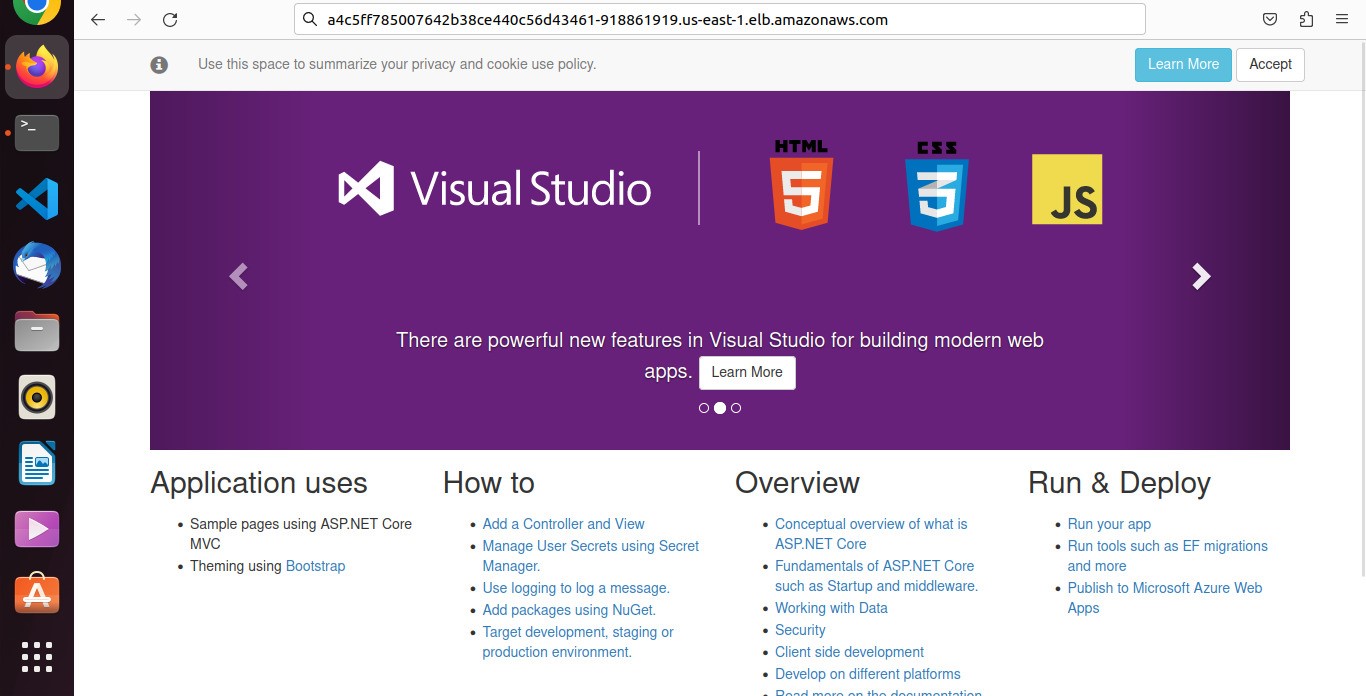 a4c5ff785007642b38ce440c56d43461-918861919.us-east-1.elb.amazonaws.com
Use this space to summarize your privacy and cookie use policy.
Learn More
Accept
Visual Studio
HTML
5
CSS
3
JS
There are powerful new features in Visual Studio for building modern web
apps.
Learn More
Application uses
Sample pages using ASP.NET Core
MVC
Theming using Bootstrap
How to
Add a Controller and View
Manage User Secrets using Secret
Manager.
Use logging to log a message.
Add packages using NuGet.
Target development, staging or
production environment.
Overview
Conceptual overview of what is
ASP.NET Core
Fundamentals of ASP.NET Core
such as Startup and middleware.
Working with Data
Security
Client side development
Develop on different platforms
Read more on the documentation
Run & Deploy
Run your app
Run tools such as EF migrations
and more
Publish to Microsoft Azure Web
Apps